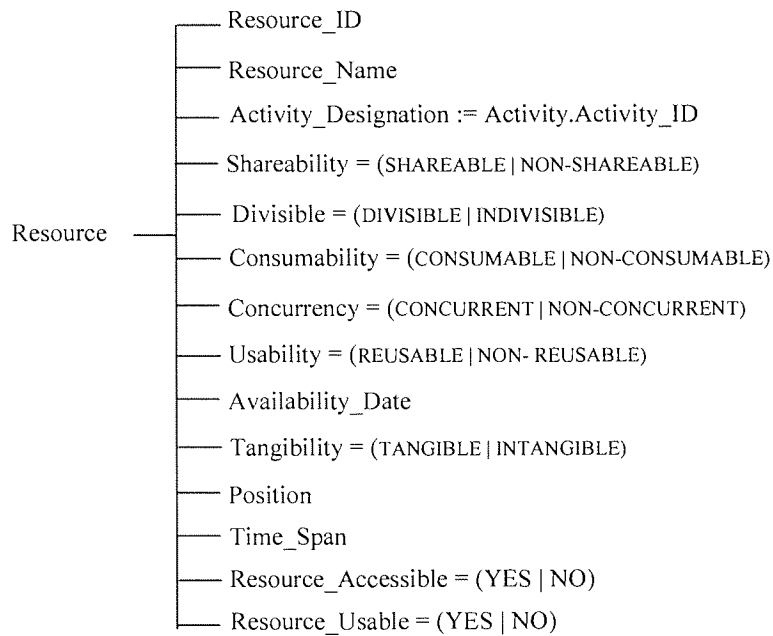 Resource_ID
Resource_Name
Activity_Designation := Activity.Activity_ID
Shareability = (SHAREABLE | NON-SHAREABLE)
Divisible = (DIVISIBLE | INDIVISIBLE)
Resource
Consumability = (CONSUMABLE | NON-CONSUMABLE)
Concurrency = (CONCURRENT | NON-CONCURRENT)
Usability = (REUSABLE | NON- REUSABLE)
Availability_Date
Tangibility = (TANGIBLE | INTANGIBLE)
Position
Time_Span
Resource_Accessible = (YES | NO)
Resource_Usable = (YES | NO)